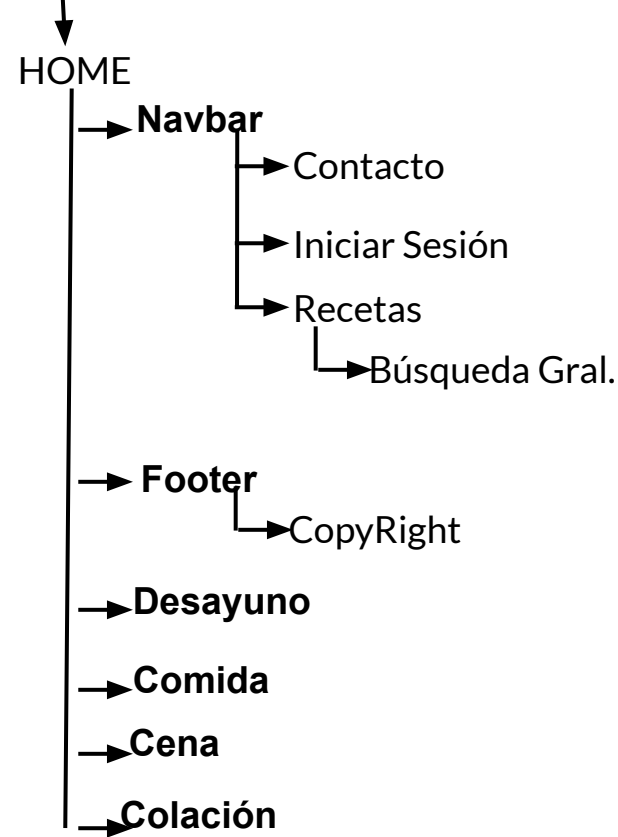 HOME
Navbar
Contacto
Iniciar Sesión
Recetas
Búsqueda Gral.
Footer
CopyRight
Desayuno
Comida
Cena
Colación